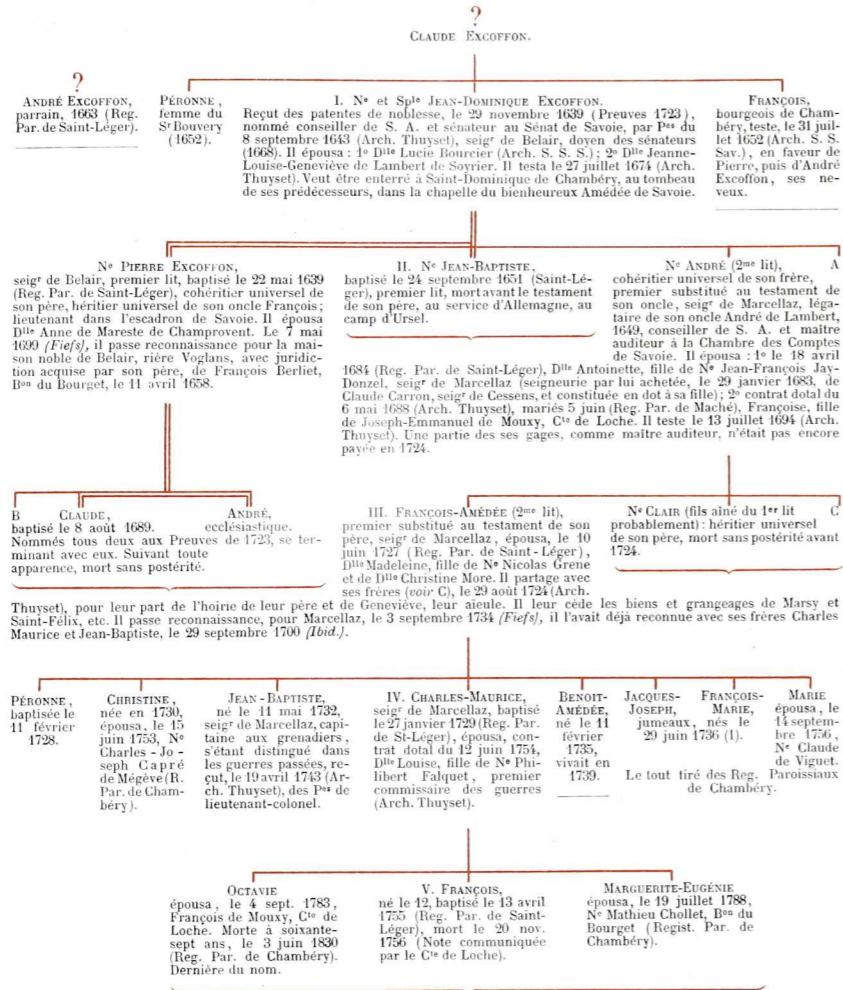 ?
CLAUDE EXCOFFON.
?
ANDRÉ EXCOFFON,
parrain, 1663 (Reg.
Par. de Saint-Léger).
PÉRONNE,
femme du
Sr Bouvery
(1652).
I. Ne et Sple JEAN-DOMINIQUE EXCOFFON.
Reçut des patentes de noblesse, le 29 novembre 1639 (Preuves 1723),
nommé conseiller de S. A. et sénateur au Sénat de Savoie, par Pes du
8 septembre 1643 (Arch. Thuyset), seigr de Belair, doyen des sénateurs
(1668). Il épousa : 1o Dlle Lucie Bourcier (Arch. S. S. S.) ; 2o Dlle Jeanne-
Louise-Geneviève de Lambert de Soyrier. Il testa le 27 juillet 1674 (Arch.
Thuyset). Veut être enterré à Saint-Dominique de Chambéry, au tombeau
de ses prédécesseurs, dans la chapelle du bienheureux Amédée de Savoie.
FRANÇOIS,
bourgeois de Cham-
béry, teste, le 31 juil-
let 1652 (Arch. S. S.
Sav.), en faveur de
Pierre, puis d'André
Excoffon, ses ne-
veux.
Ne PIERRE EXCOFFON,
seigr de Belair, premier lit, baptisé le 22 mai 1639
(Reg. Par. de Saint-Léger), cohéritier universel de
son père, héritier universel de son oncle François ;
lieutenant dans l'escadron de Savoie. Il épousa
Dlle Anne de Mareste de Champrovent. Le 7 mai
1699 (Fiefs), il passe reconnaissance pour la mai-
son noble de Belair, rière Voglans, avec juridic-
tion acquise par son père, de François Berliet,
Bon du Bourget, le 11 avril 1658.
II. Ne JEAN-BAPTISTE,
baptisé le 24 septembre 1651 (Saint-Lé-
ger), premier lit, mort avant le testament
de son père, au service d'Allemagne, au
camp d'Ursel.
Ne ANDRÉ (2me lit), A
cohéritier universel de son frère,
premier substitué au testament de
son oncle, seigr de Marcellaz, léga-
taire de son oncle André de Lambert,
1649, conseiller de S. A. et maître
auditeur à la Chambre des Comptes
de Savoie. Il épousa : 1o le 18 avril
1684 (Reg. Par. de Saint-Léger), Dlle Antoinette, fille de Ne Jean-François Jay-
Donzel, seigr de Marcellaz (seigneurie par lui achetée, le 29 janvier 1683, de
Claude Carron, seigr de Cessens, et constituée en dot à sa fille) ; 2o contrat dotal du
6 mai 1688 (Arch. Thuyset), mariés 5 juin (Reg. Par. de Maché), Françoise, fille
de Joseph-Emmanuel de Mouxy, Cte de Loche. Il teste le 13 juillet 1694 (Arch.
Thuyset). Une partie des ses gages, comme maître auditeur, n'était pas encore
payée en 1724.
B CLAUDE,
baptisé le 8 août 1689.
ANDRÉ,
ecclésiastique.
Nommés tous deux aux Preuves de 1723, se ter-
minant avec eux. Suivant toute
apparence, mort sans postérité.
III. FRANÇOIS-AMÉDÉE (2me lit),
premier substitué au testament de son
père, seigr de Marcellaz, épousa, le 10
juin 1727 (Reg. Par. de Saint-Léger),
Dlle Madeleine, fille de Ne Nicolas Grene
et de Dlle Christine More. Il partage avec
ses frères (voir C), le 29 août 1724 (Arch.
Ne CLAIR (fils aîné du 1er lit C
probablement) : héritier universel
de son père, mort sans postérité avant
1724.
Thuyset), pour leur part de l'hoirie de leur père et de Geneviève, leur aïeule. Il leur cède les biens et grangeages de Marsy et
Saint-Félix, etc. Il passe reconnaissance, pour Marcellaz, le 3 septembre 1734 (Fiefs), il l'avait déjà reconnue avec ses frères Charles
Maurice et Jean-Baptiste, le 29 septembre 1700 (Ibid.).
PÉRONNE,
baptisée le
11 février
1728.
CHRISTINE,
née en 1730,
épousa, le 15
juin 1753, Ne
Charles-Jo-
seph Capré
de Mégève (R.
Par. de Cham-
béry).
JEAN-BAPTISTE,
né le 11 mai 1732,
seigr de Marcellaz, capi-
taine aux grenadiers,
s'étant distingué dans
les guerres passées, re-
çut, le 19 avril 1743 (Ar-
ch. Thuyset), des Pes de
lieutenant-colonel.
IV. CHARLES-MAURICE,
seigr de Marcellaz, baptisé
le 27 janvier 1729 (Reg. Par.
de St-Léger), épousa, con-
trat dotal du 12 juin 1754,
Dlle Louise, fille de Ne Phi-
libert Falquet, premier
commissaire des guerres
(Arch. Thuyset).
BENOIT-
AMÉDÉE,
né le 11
février
1735,
vivait en
1739.
JACQUES-
JOSEPH,
FRANÇOIS-
MARIE,
jumeaux, nés le
29 juin 1736 (1).
MARIE
épousa, le
14 septem-
bre 1756,
Ne Claude
de Viguet.
Le tout tiré des Reg. Paroissiaux
de Chambéry.
OCTAVIE
épousa, le 4 sept. 1783,
François de Mouxy, Cte de
Loche. Morte à soixante-
sept ans, le 3 juin 1830
(Reg. Par. de Chambéry).
Dernière du nom.
V. FRANÇOIS,
né le 12, baptisé le 13 avril
1755 (Reg. Par. de Saint-
Léger), mort le 20 nov.
1756 (Note communiquée
par le Cte de Loche).
MARGUERITE-EUGÉNIE
épousa, le 19 juillet 1788,
Ne Mathieu Chollet, Bon du
Bourget (Regist. Par. de
Chambéry).